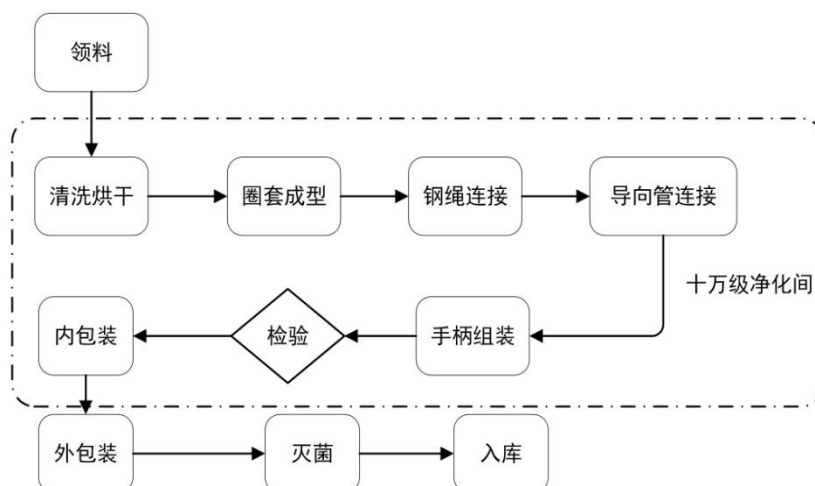 领料
清洗烘干
圈套成型
钢绳连接
导向管连接
十万级净化间
手柄组装
检验
内包装
外包装
灭菌
入库